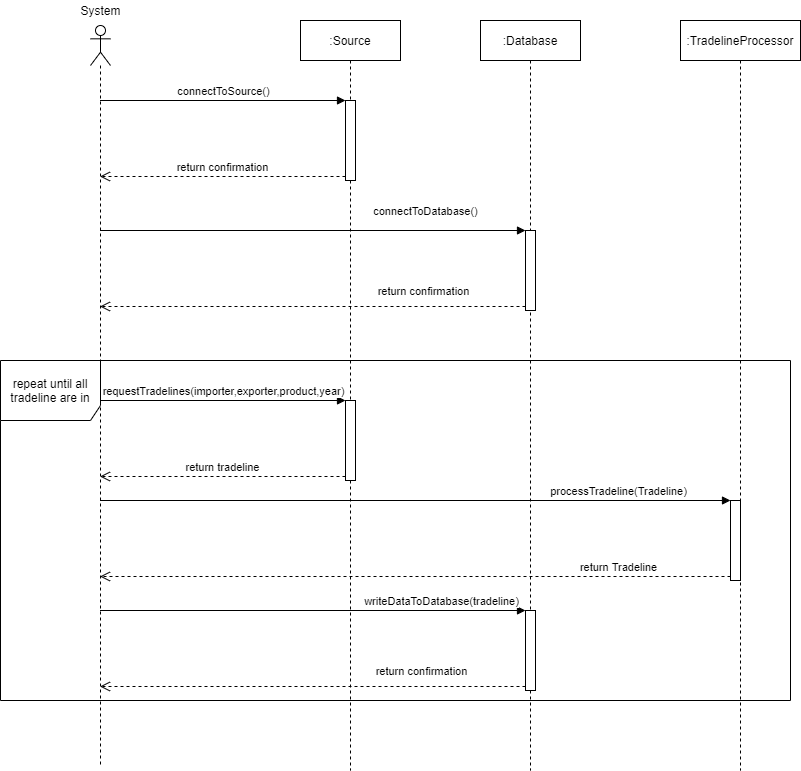 System
:Source
:Database
:TradelineProcessor
connectToSource()
return confirmation
connectToDatabase()
return confirmation
repeat until all
tradeline are in
requestTradelines(importer,exporter,product,year)
return tradeline
processTradeline(Tradeline)
return Tradeline
writeDataToDatabase(tradeline)
return confirmation